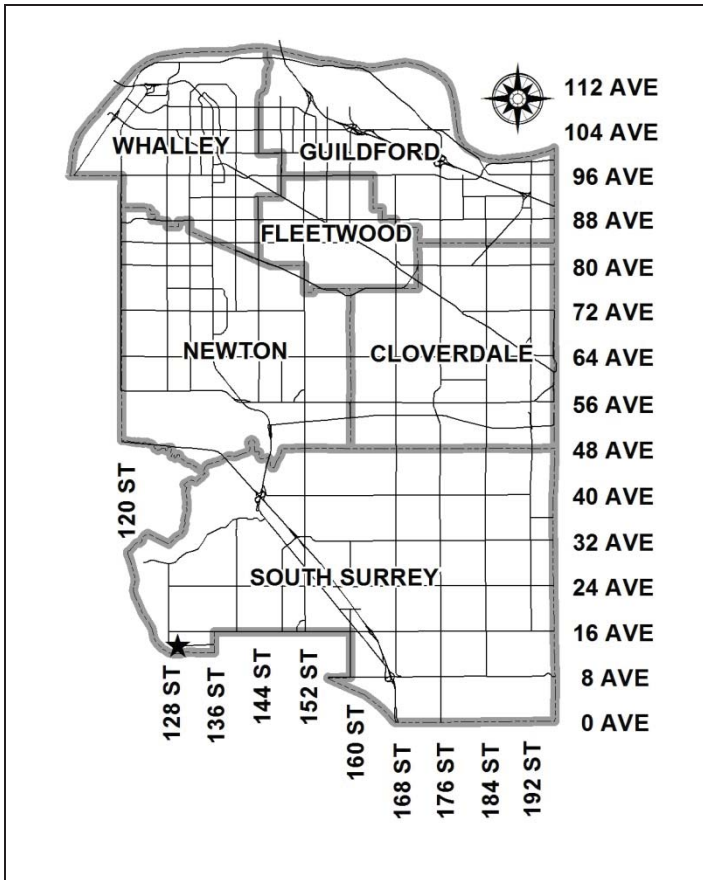 112 AVE
104 AVE
WHALLEY
GUILDFORD
96 AVE
88 AVE
FLEETWOOD
80 AVE
72 AVE
NEWTON
CLOVERDALE
64 AVE
56 AVE
48 AVE
120 ST
40 AVE
32 AVE
SOUTH SURREY
24 AVE
16 AVE
128 ST
136 ST
144 ST
152 ST
160 ST
8 AVE
0 AVE
168 ST
176 ST
184 ST
192 ST